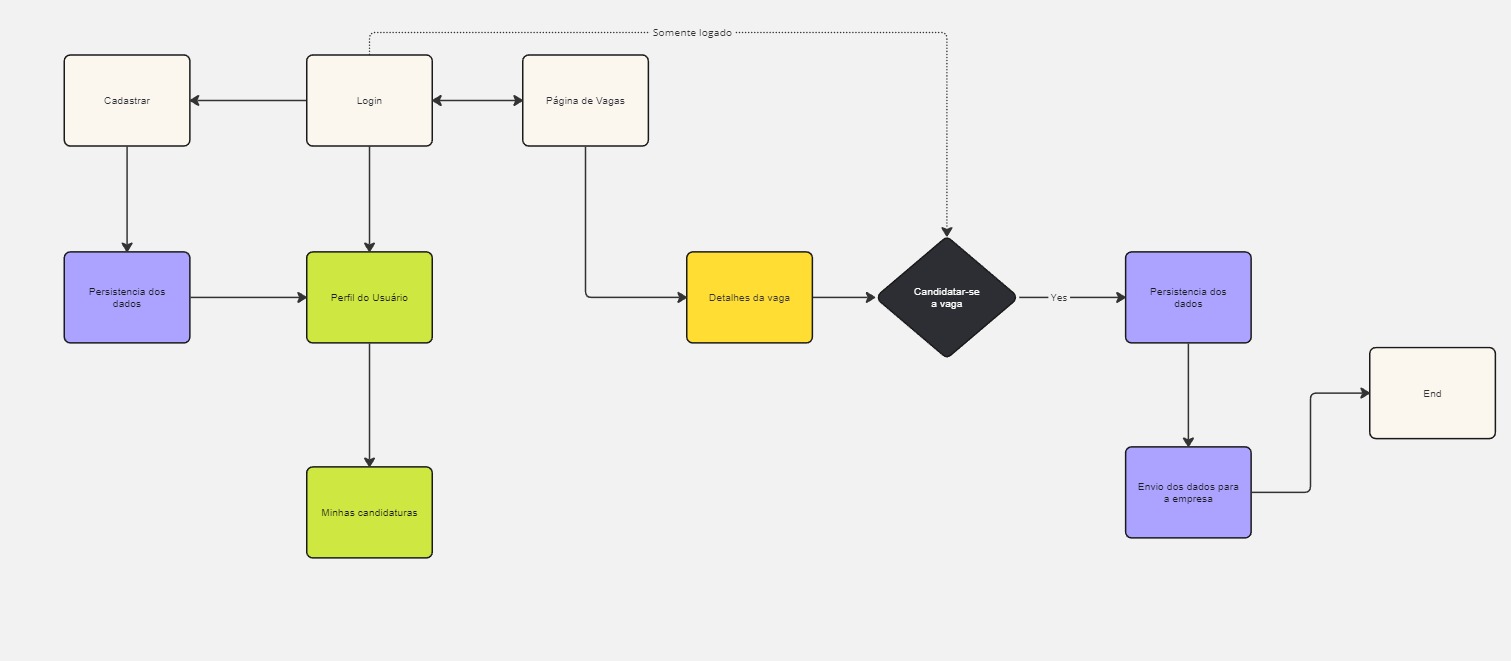 Somente logado
Cadastrar
Login
Página de Vagas
Persistencia dos
dados
Perfil do Usuário
Detalhes da vaga
Candidatar-se
a vaga
Yes
Persistencia dos
dados
End
Envio dos dados para
a empresa
Minhas candidaturas